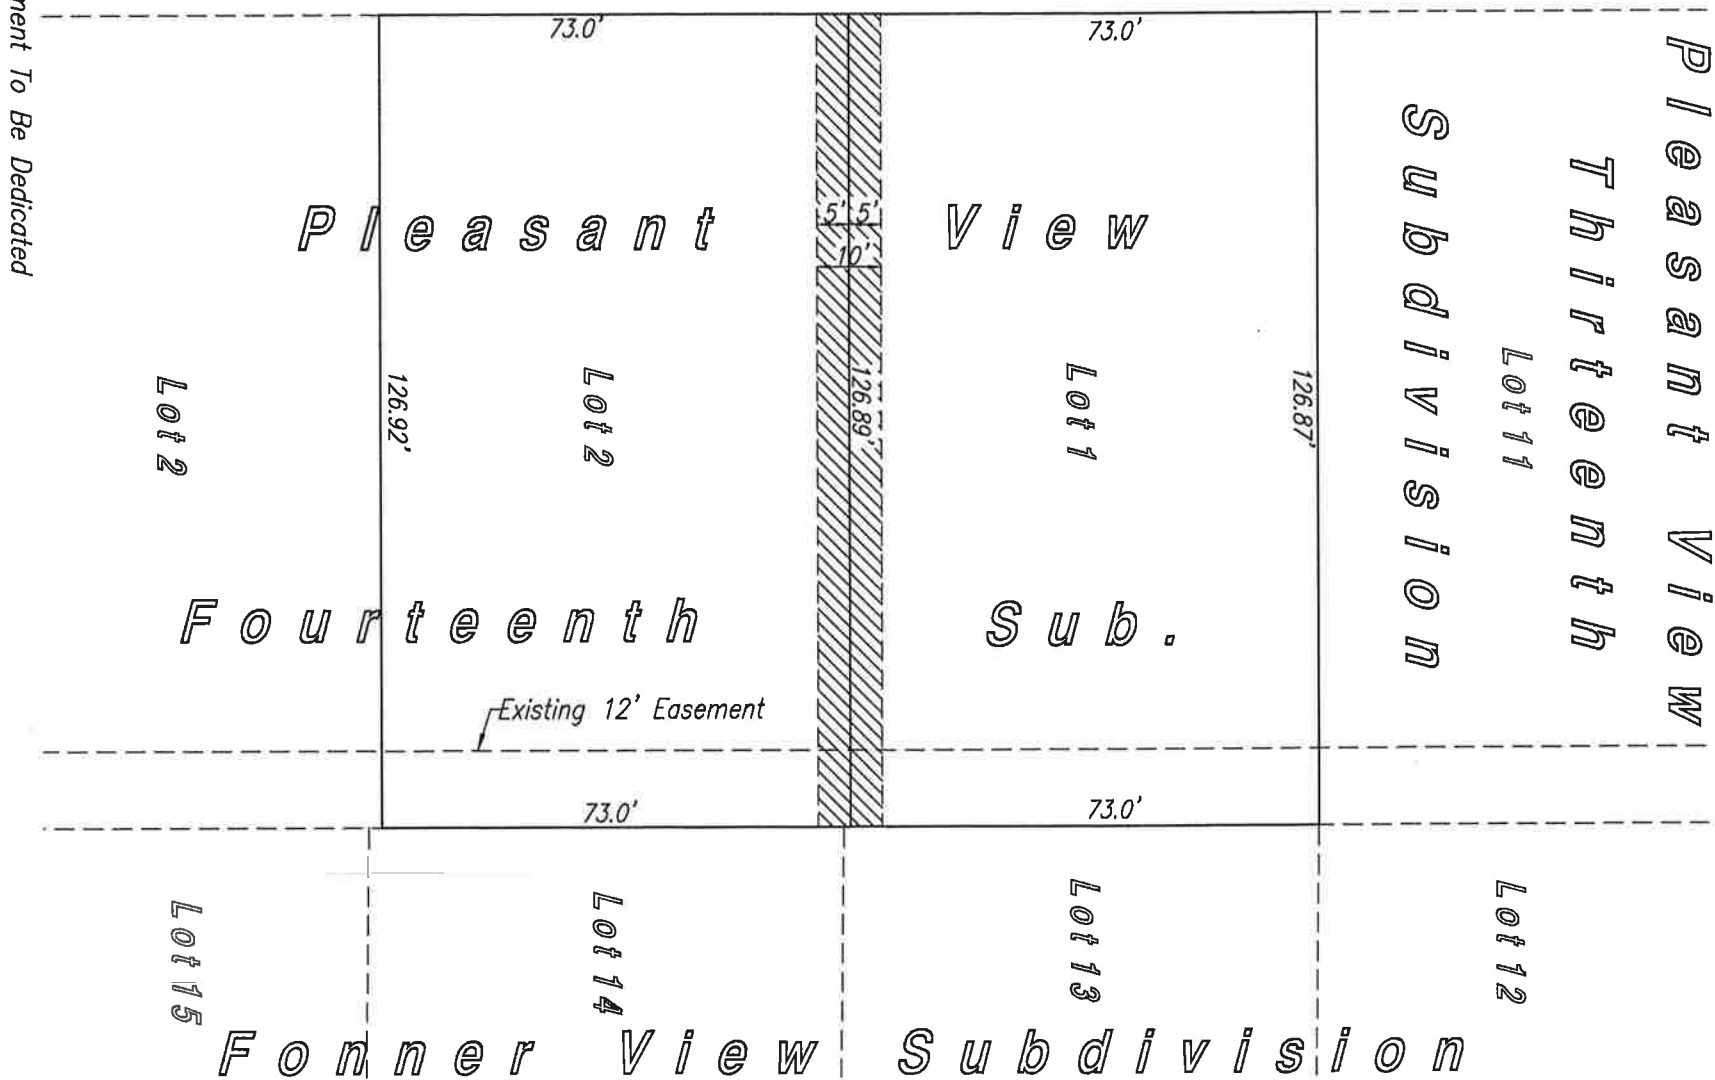 To Be Dedicated
73.0'
73.0'
Pleasant View
5' 5'
10'
Pleasant View
Thirteenth
Subdivision
Lot 11
Lot 2
126.92'
Lot 2
126.89'
Lot 1
126.87'
Fourteenth Sub.
Existing 12' Easement
73.0'
73.0'
Lot 15
Lot 14
Lot 13
Lot 12
Fonner View Subdivision